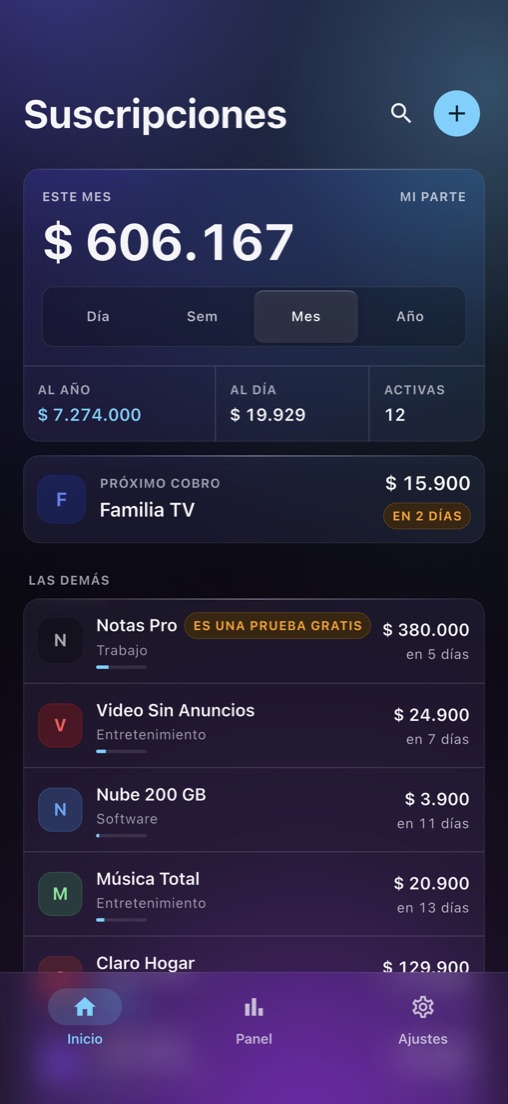 Suscripciones
ESTE MES
MI PARTE
$ 606.167
Día
Sem
Mes
Año
AL AÑO
$ 7.274.000
AL DÍA
$ 19.929
ACTIVAS
12
F
PRÓXIMO COBRO
Familia TV
$ 15.900
EN 2 DÍAS
LAS DEMÁS
N
Notas Pro
ES UNA PRUEBA GRATIS
Trabajo
$ 380.000
en 5 días
V
Video Sin Anuncios
Entretenimiento
$ 24.900
en 7 días
N
Nube 200 GB
Software
$ 3.900
en 11 días
M
Música Total
Entretenimiento
$ 20.900
en 13 días
Claro Hogar
$ 129.900
Inicio
Panel
Ajustes